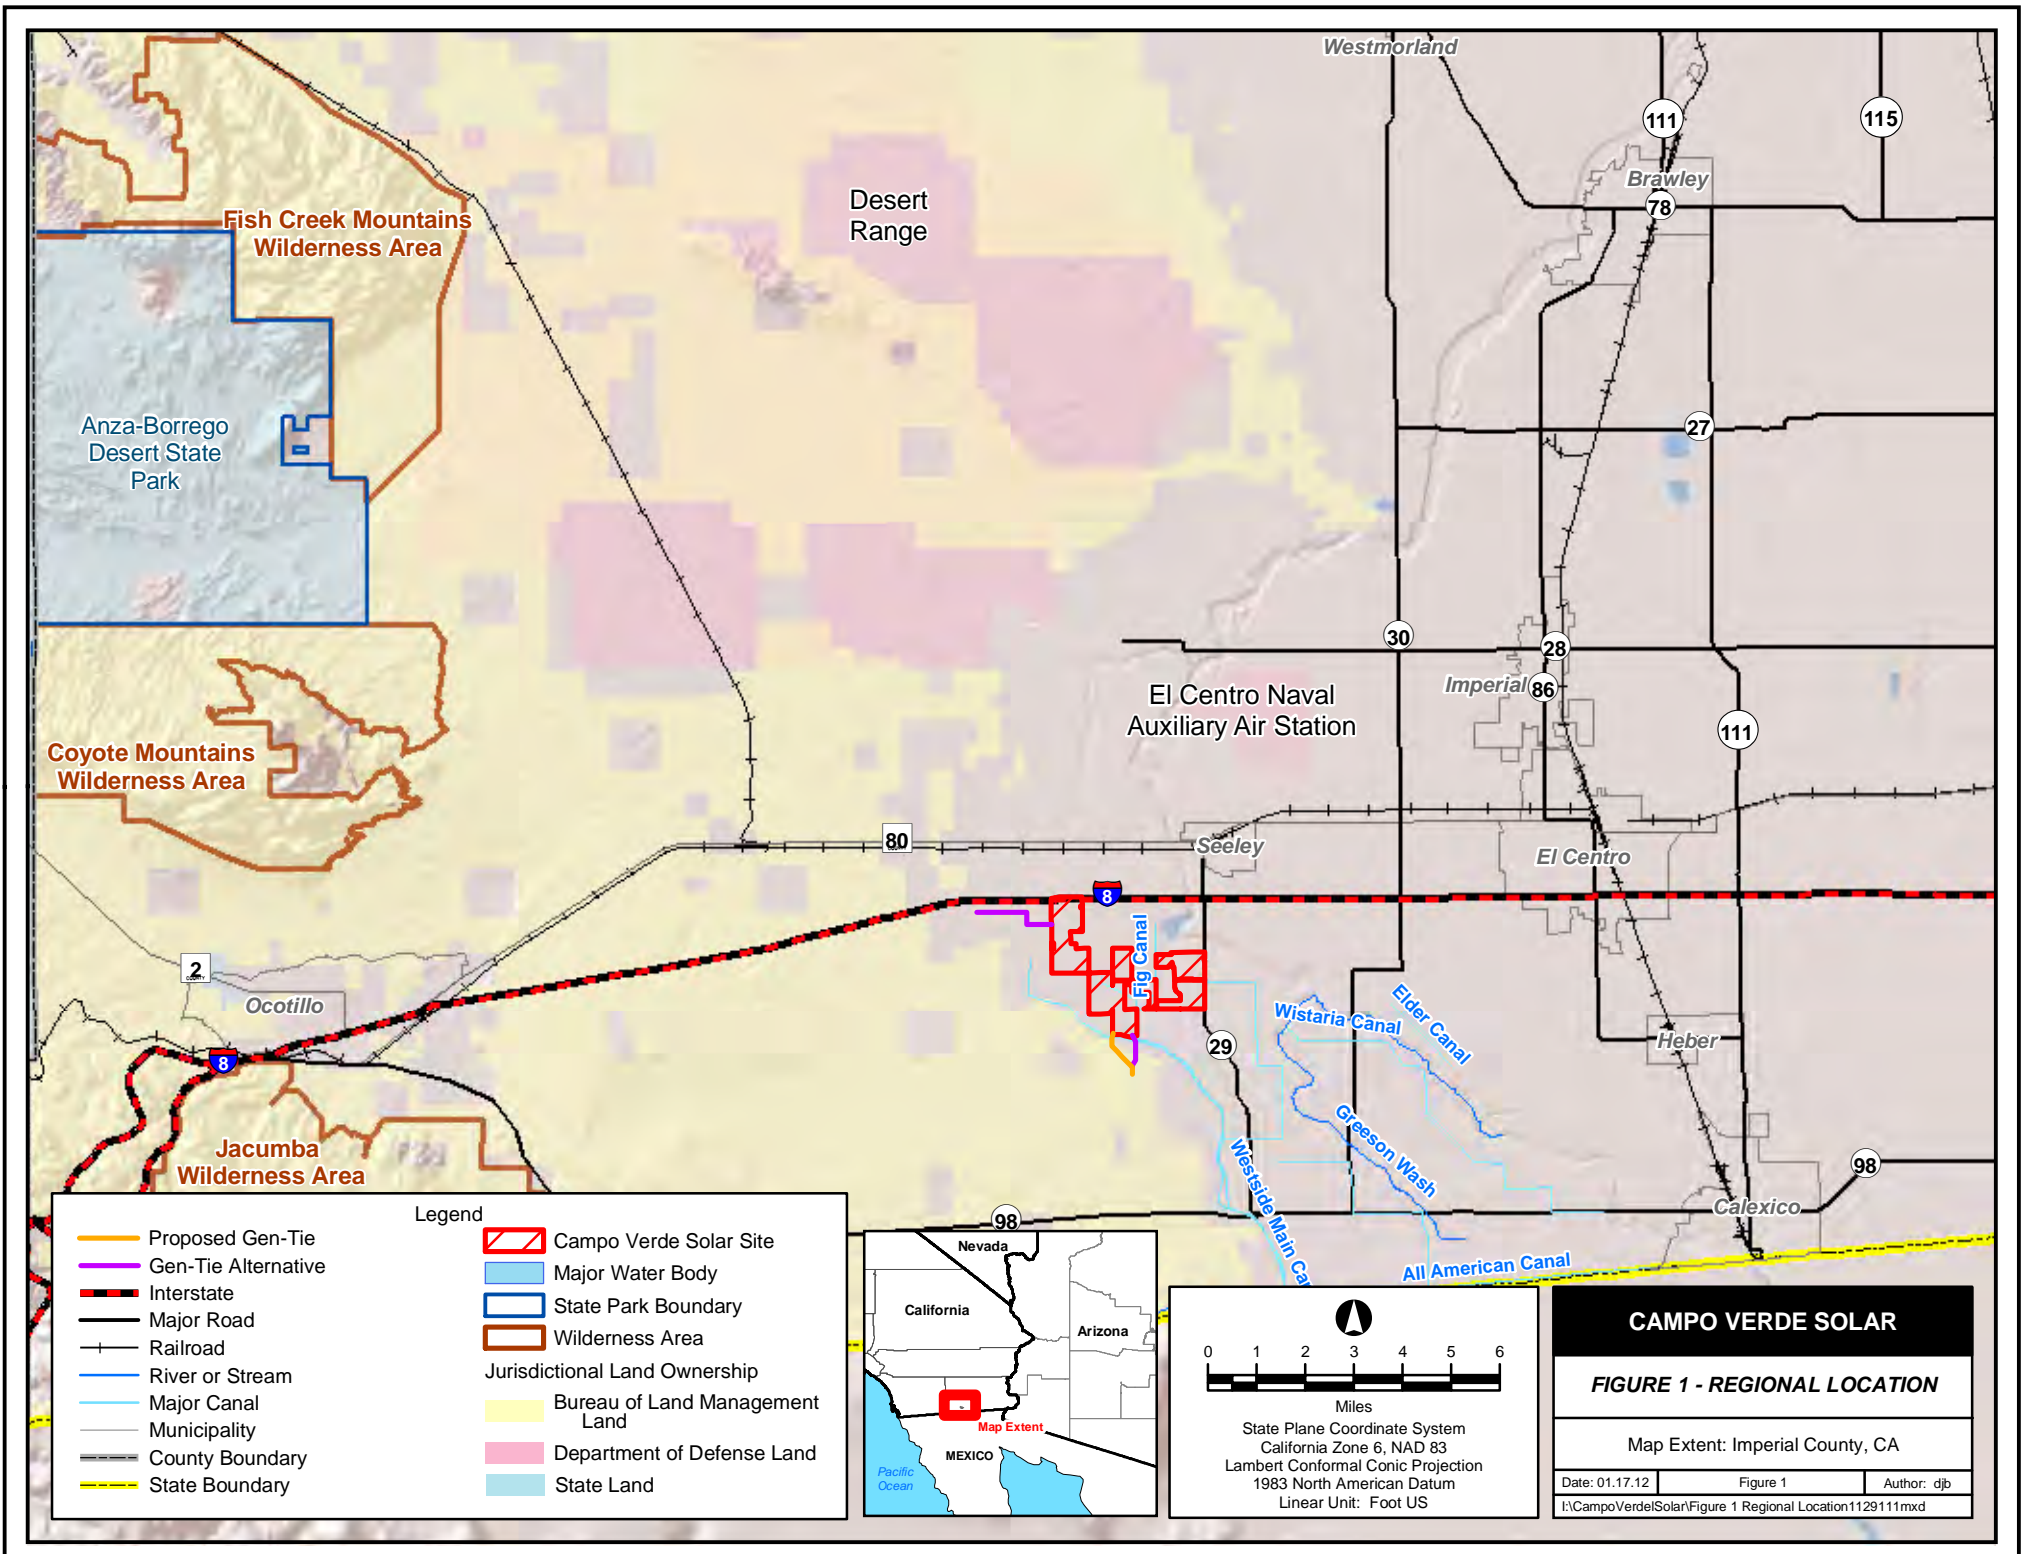 Westmorland
111
115
Brawley
78
Desert
Range
Fish Creek Mountains
Wilderness Area
Anza-Borrego
Desert State
Park
27
30
28
Imperial
86
El Centro Naval
Auxiliary Air Station
111
Coyote Mountains
Wilderness Area
80
Seeley
El Centro
8
Fig Canal
2
COUNTY
Ocotillo
8
Wistaria Canal
Elder Canal
29
Heber
Greeson Wash
Jacumba
Wilderness Area
Westside Main Ca
98
98
Calexico
All American Canal
Legend
Proposed Gen-Tie
Gen-Tie Alternative
Interstate
Major Road
Railroad
River or Stream
Major Canal
Municipality
County Boundary
State Boundary
Campo Verde Solar Site
Major Water Body
State Park Boundary
Wilderness Area
Jurisdictional Land Ownership
Bureau of Land Management
Land
Department of Defense Land
State Land
Nevada
California
Arizona
Map Extent
MEXICO
Pacific
Ocean
0 1 2 3 4 5 6
Miles
State Plane Coordinate System
California Zone 6, NAD 83
Lambert Conformal Conic Projection
1983 North American Datum
Linear Unit: Foot US
CAMPO VERDE SOLAR
FIGURE 1 - REGIONAL LOCATION
Map Extent: Imperial County, CA
Date: 01.17.12
Figure 1
Author: djb
I:\CampoVerdelSolar\Figure 1 Regional Location1129111mxd